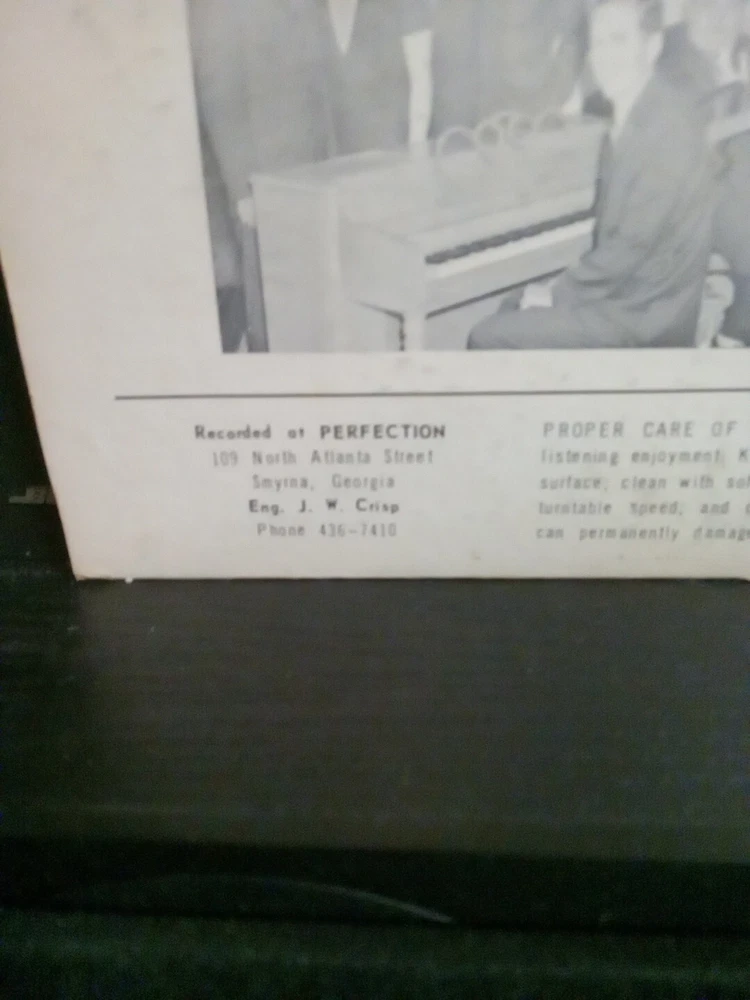 Recorded at PERFECTION
109 North Atlanta Street
Smyrna, Georgia
Eng. J. W. Crisp
Phone 436-7410
PROPER CARE OF
listening enjoyment. K
surface; clean with sof
turntable speed; and
can permanently damage